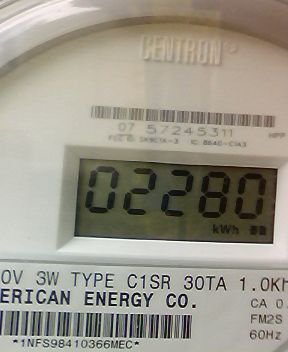 CENTRON
07 57245311
HPP
02280
kWh
0V 3W TYPE C1SR 30TA 1.0Kh
ERICAN ENERGY CO.
CA 0.
FM2S
60Hz
*1NFS98410366MEC*